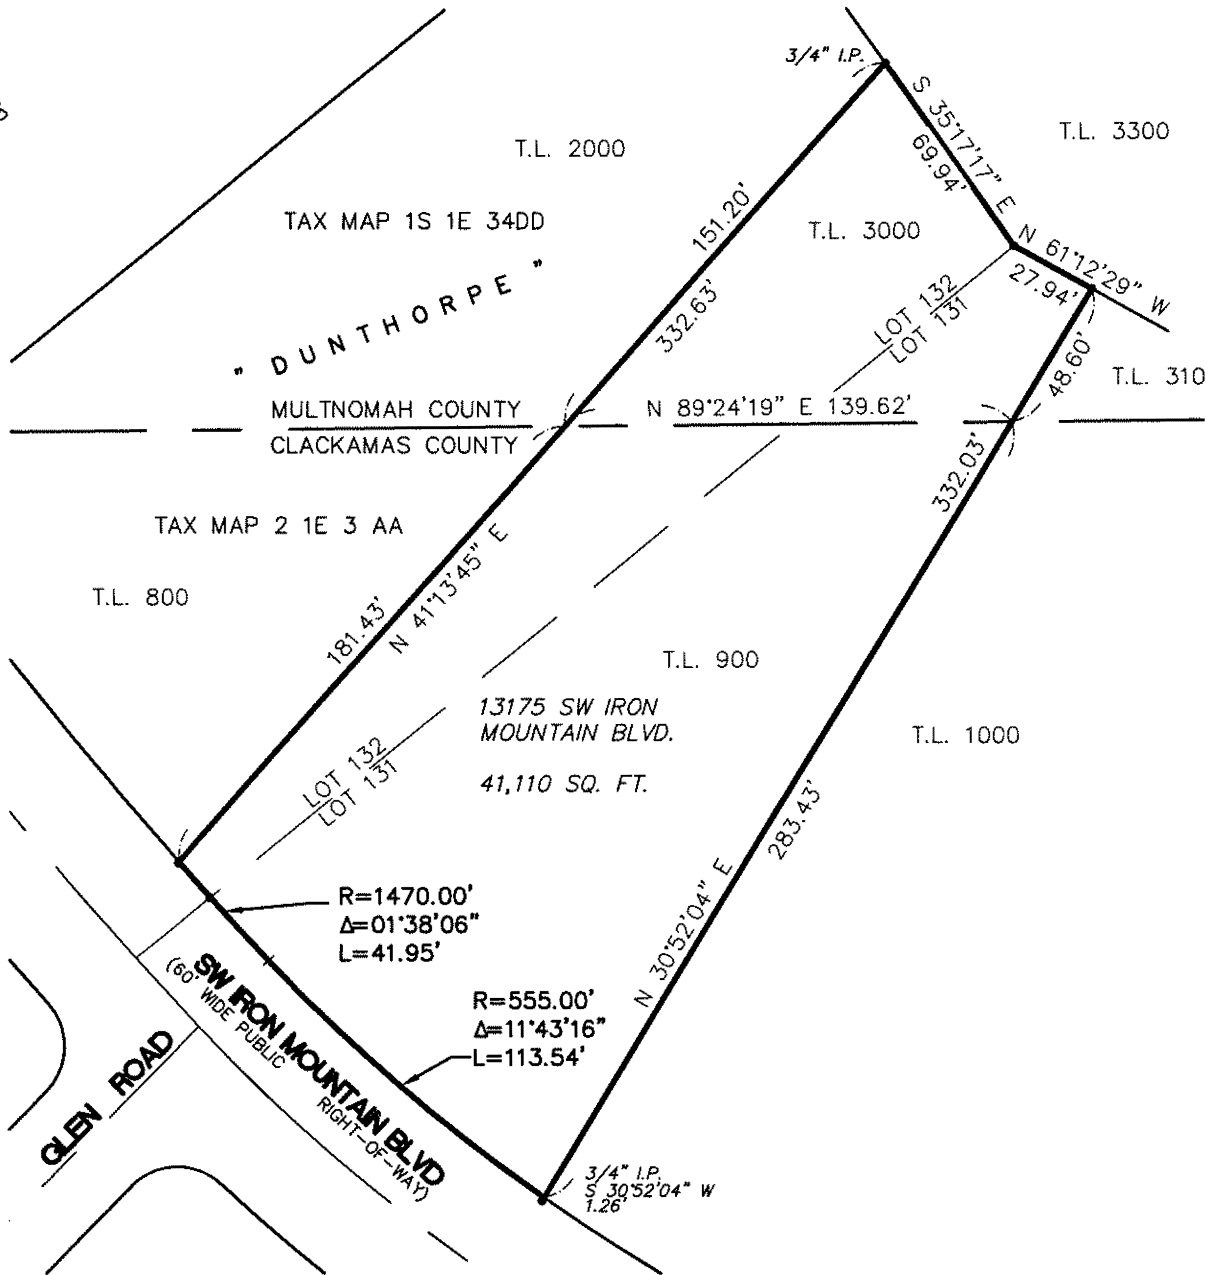 3/4" I.P.
S 35°17'17" E
69.94'
T.L. 3300
T.L. 2000
151.20'
TAX MAP 1S 1E 34DD
T.L. 3000
N 61°12'29" W
27.94'
332.63'
LOT 132
LOT 131
" DUNTHORPE "
48.60'
T.L. 310
MULTNOMAH COUNTY
N 89°24'19" E 139.62'
CLACKAMAS COUNTY
332.03'
TAX MAP 2 1E 3 AA
N 41°13'45" E
T.L. 800
181.43'
T.L. 900
13175 SW IRON
MOUNTAIN BLVD.
41,110 SQ. FT.
T.L. 1000
LOT 132
LOT 131
283.43'
R=1470.00'
Δ=01°38'06"
L=41.95'
N 30°52'04" E
SW IRON MOUNTAIN BLVD
(60' WIDE PUBLIC
RIGHT-OF-WAY)
R=555.00'
Δ=11°43'16"
L=113.54'
GLEN ROAD
3/4" I.P.
S 30°52'04" W
1.26'